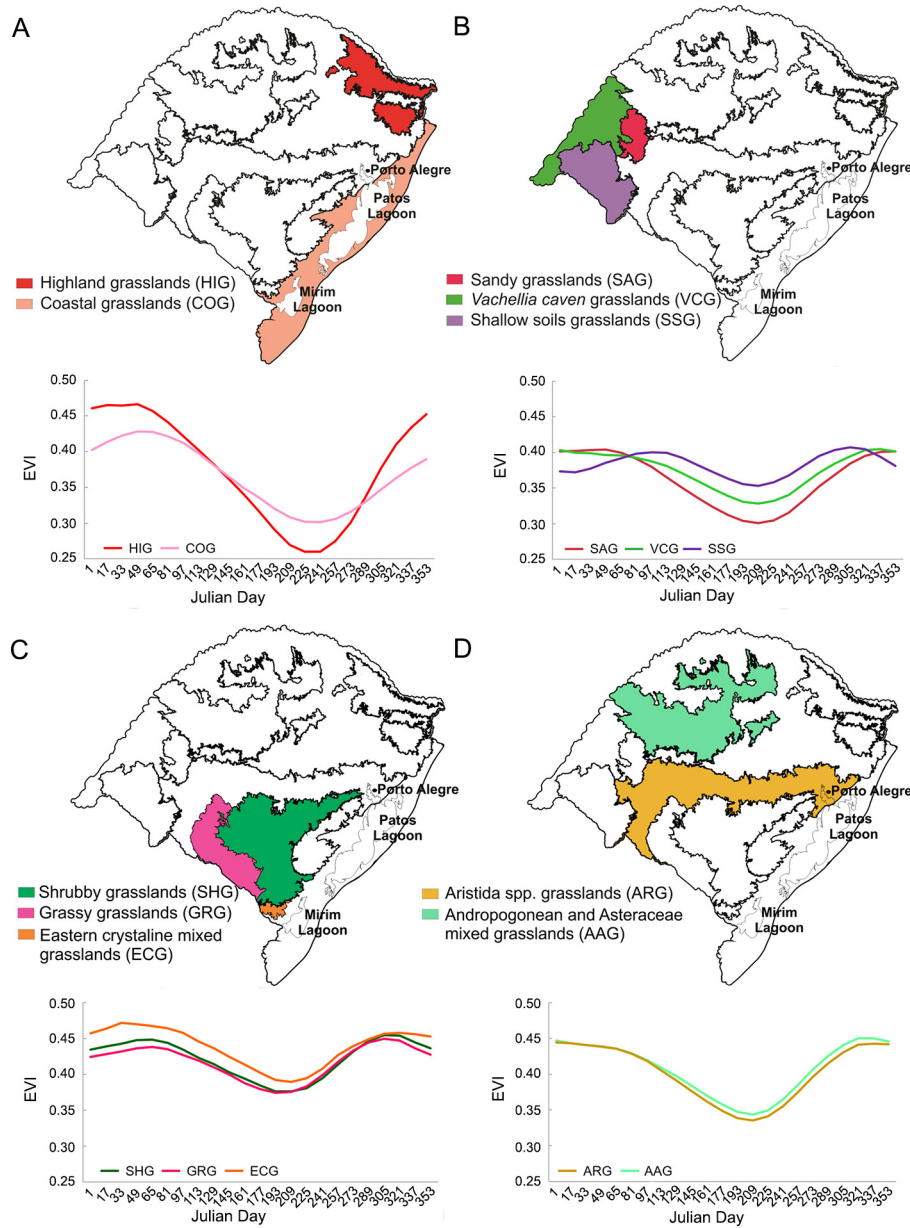 A
Porto Alegre
Patos
Lagoon
Highland grasslands (HIG)
Coastal grasslands (COG)
Mirim
Lagoon
0.50
0.45
0.40
0.35
0.30
0.25
EVI
HIG COG
1 17 33 49 65 81 97 113 129 145 161 177 193 209 225 241 257 273 289 305 321 337 353
Julian Day
B
Porto Alegre
Patos
Lagoon
Sandy grasslands (SAG)
Vachellia caven grasslands (VCG)
Shallow soils grasslands (SSG)
Mirim
Lagoon
0.50
0.45
0.40
0.35
0.30
0.25
EVI
SAG VCG SSG
1 17 33 49 65 81 97 113 129 145 161 177 193 209 225 241 257 273 289 305 321 337 353
Julian Day
C
Porto Alegre
Patos
Lagoon
Shrubby grasslands (SHG)
Grassy grasslands (GRG)
Eastern crystaline mixed
grasslands (ECG)
Mirim
Lagoon
0.50
0.45
0.40
0.35
0.30
0.25
EVI
SHG GRG ECG
1 17 33 49 65 81 97 113 129 145 161 177 193 209 225 241 257 273 289 305 321 337 353
Julian Day
D
Porto Alegre
Patos
Lagoon
Aristida spp. grasslands (ARG)
Andropogonean and Asteraceae
mixed grasslands (AAG)
Mirim
Lagoon
0.50
0.45
0.40
0.35
0.30
0.25
EVI
ARG AAG
1 17 33 49 65 81 97 113 129 145 161 177 193 209 225 241 257 273 289 305 321 337 353
Julian Day